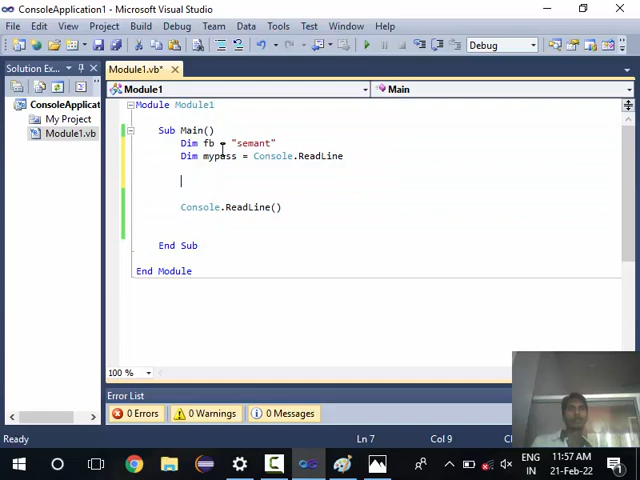 ConsoleApplication1 - Microsoft Visual Studio
File Edit View Project Build Debug Team Data Tools Test Window Help
Debug
Solution Ex...
Module1.vb*
Module1
Main
ConsoleApplicat
My Project
Module1.vb
Module Module1
Sub Main()
Dim fb = "semant"
Dim mypass = Console.ReadLine
Console.ReadLine()
End Sub
End Module
100 %
Error List
0 Errors
0 Warnings
0 Messages
Ready
Ln 7
Col 9
ENG
IN
11:57 AM
21-Feb-22